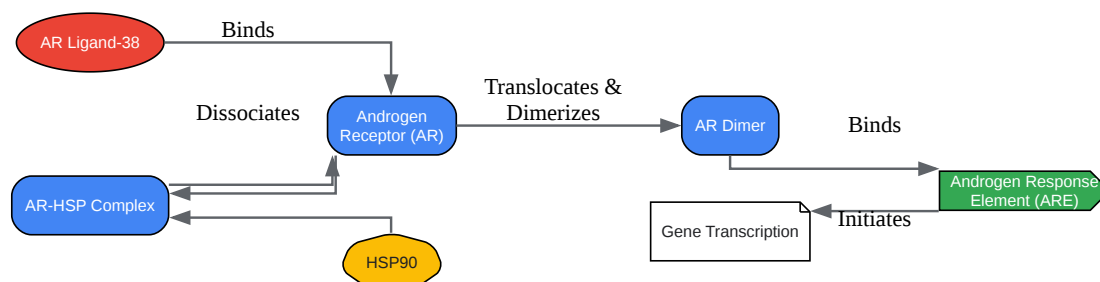 Binds
AR Ligand-38
Translocates &
Dimerizes
Dissociates
Androgen
Receptor (AR)
AR Dimer
Binds
Androgen Response
Element (ARE)
AR-HSP Complex
Initiates
Gene Transcription
HSP90